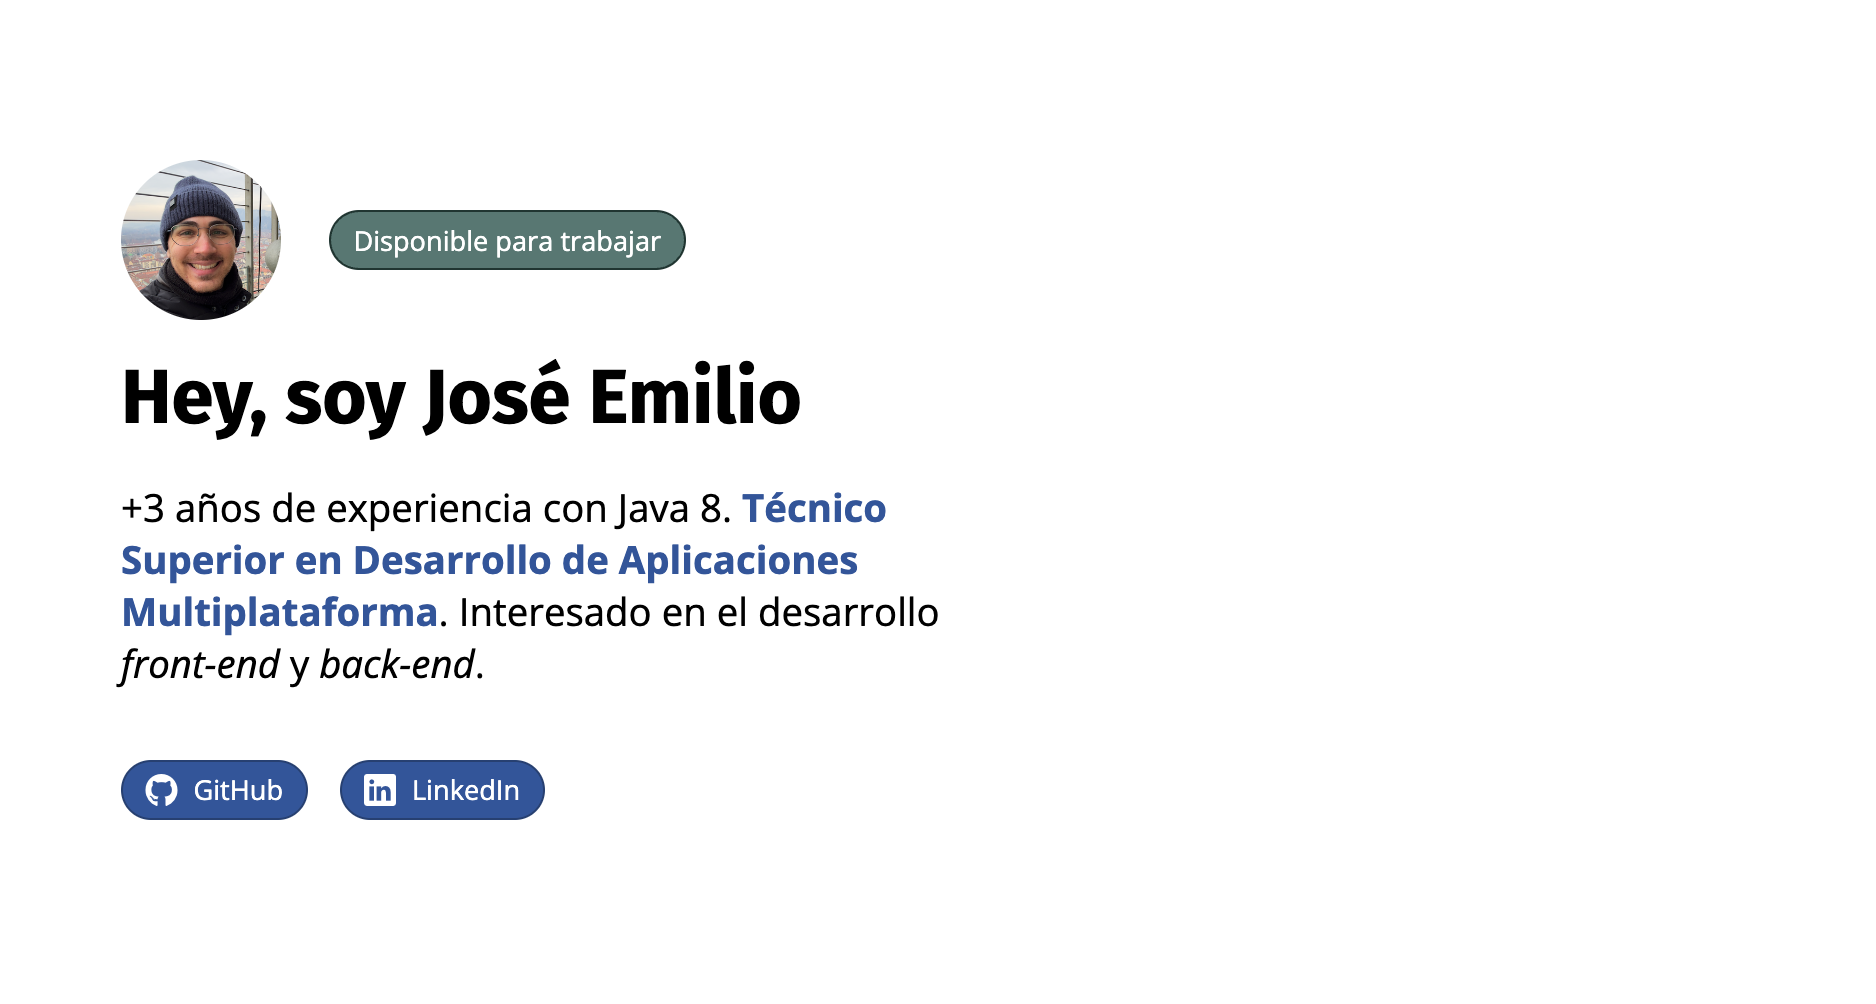 Disponible para trabajar
Hey, soy José Emilio
+3 años de experiencia con Java 8. Técnico
Superior en Desarrollo de Aplicaciones
Multiplataforma. Interesado en el desarrollo
front-end y back-end.
GitHub
LinkedIn